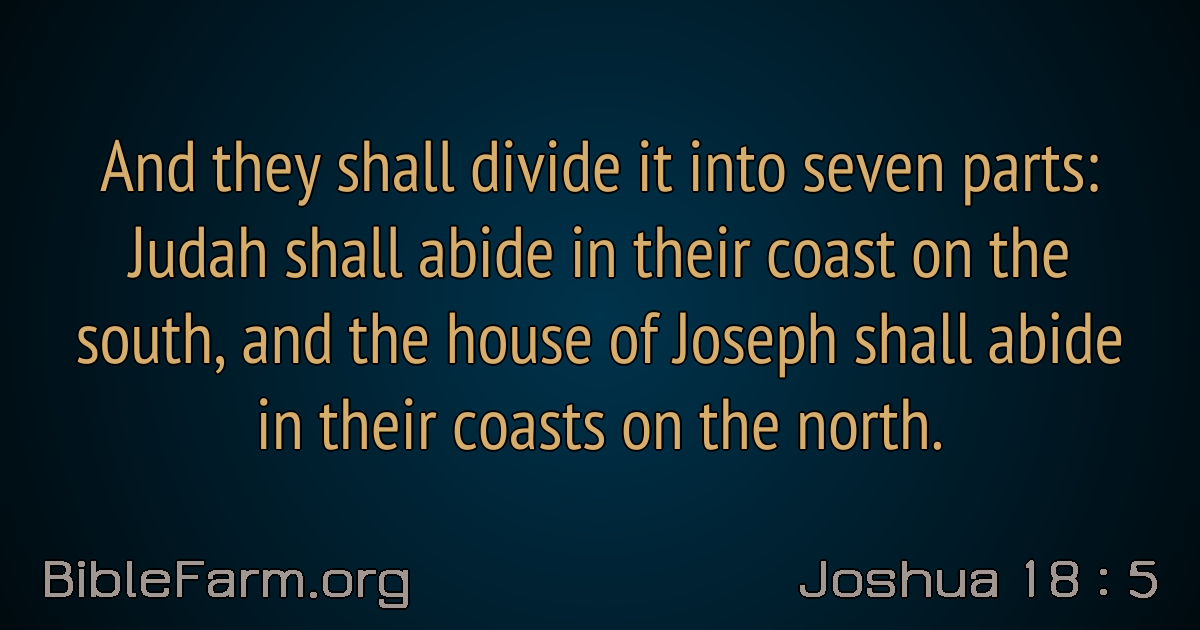 And they shall divide it into seven parts:
Judah shall abide in their coast on the
south, and the house of Joseph shall abide
in their coasts on the north.
BibleFarm.org
Joshua 18 : 5